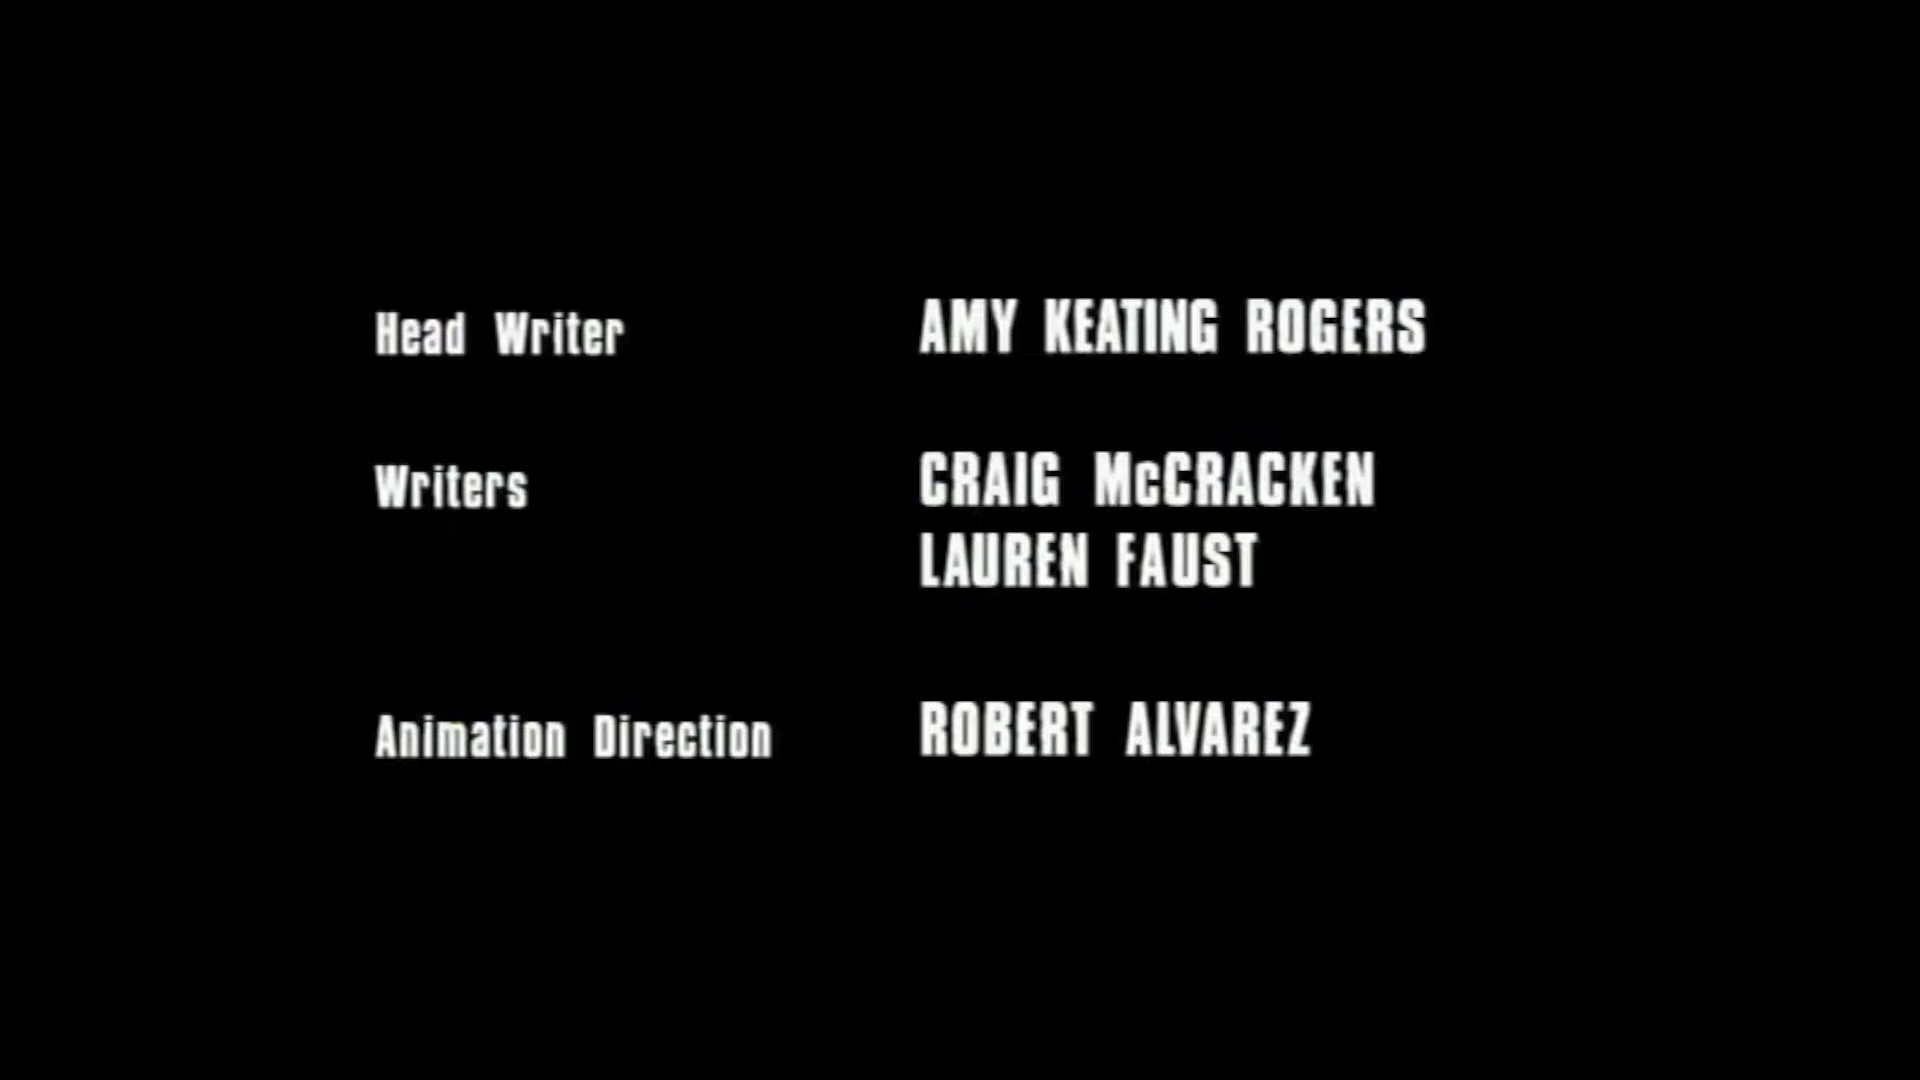 Head Writer AMY KEATING ROGERS
Writers CRAIG McCRACKEN
LAUREN FAUST
Animation Direction ROBERT ALVAREZ